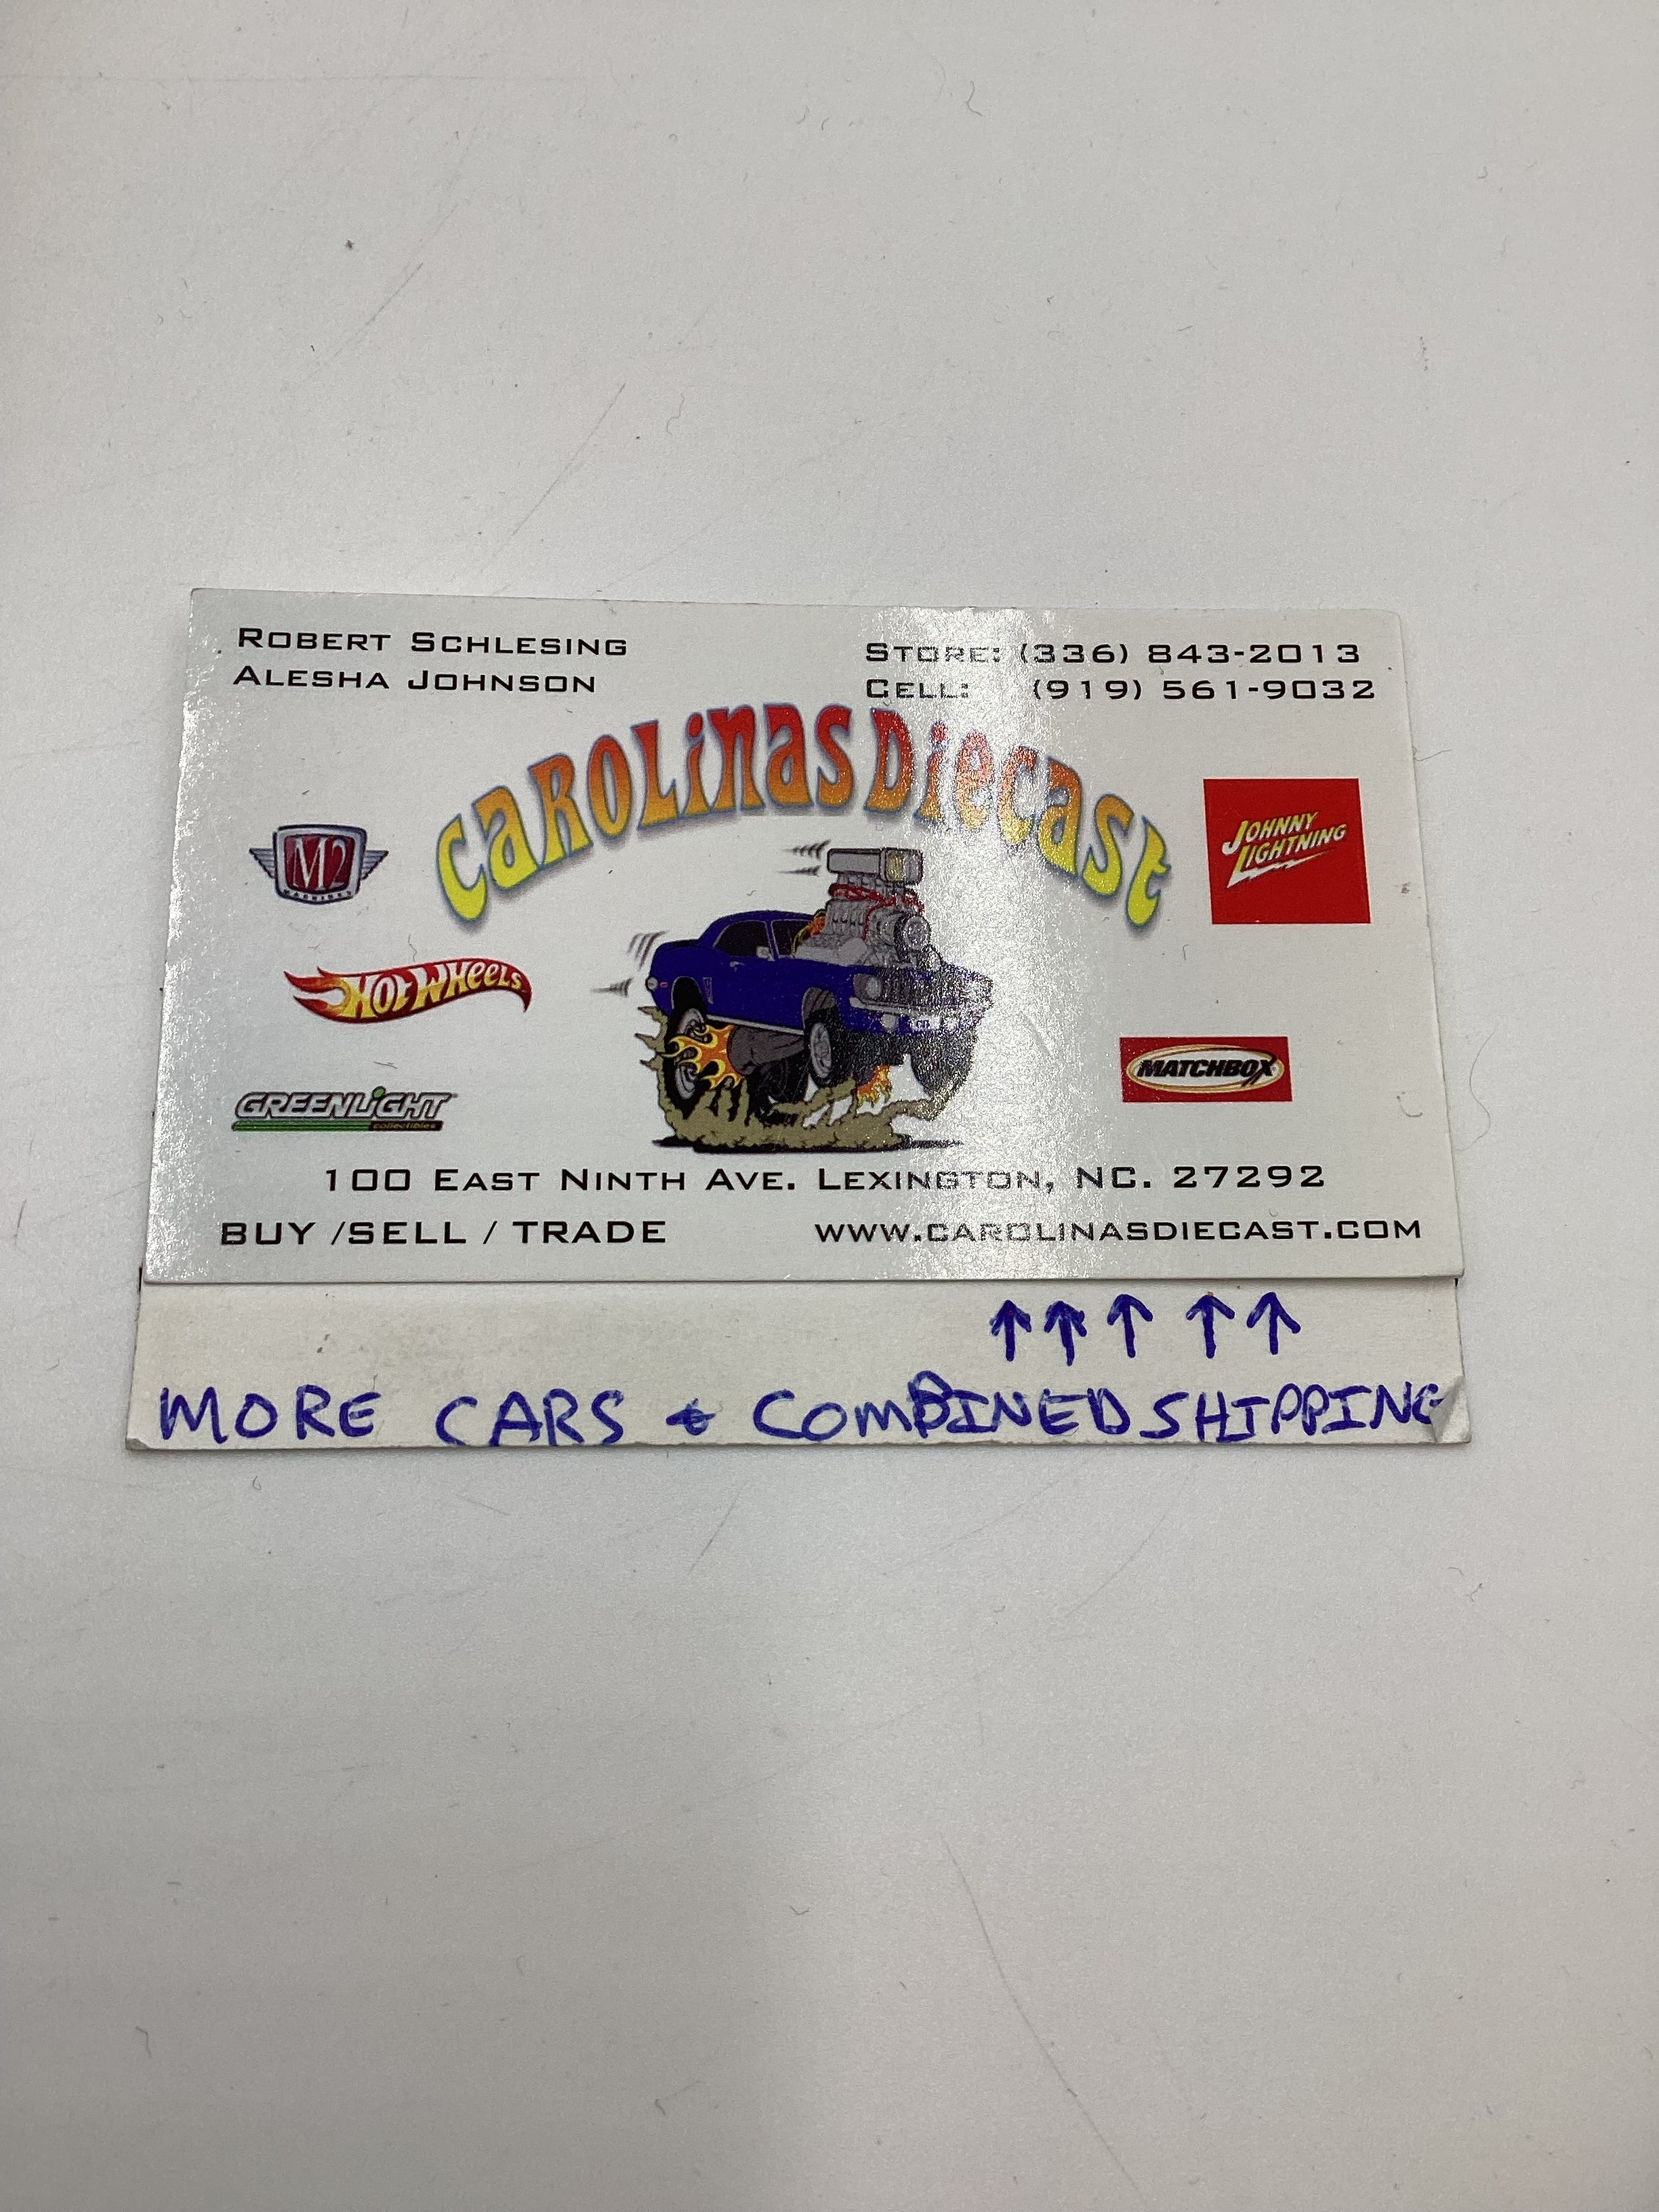 ROBERT SCHLESING
ALESHA JOHNSON
STORE: (336) 843-2013
CELL: (919) 561-9032
CAROLINAS DIECAST
M2
MACHINES
JOHNNY
LIGHTNING
HOT WHEELS
MATCHBOX
GREENLIGHT
collectibles
100 EAST NINTH AVE. LEXINGTON, NC. 27292
BUY /SELL / TRADE
WWW.CAROLINASDIECAST.COM
↑ ↑ ↑ ↑ ↑
MORE CARS & COMBINED SHIPPING